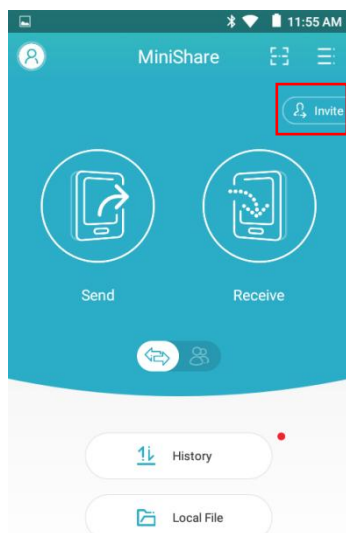 11:55 AM
MiniShare
Invite
Send
Receive
History
Local File